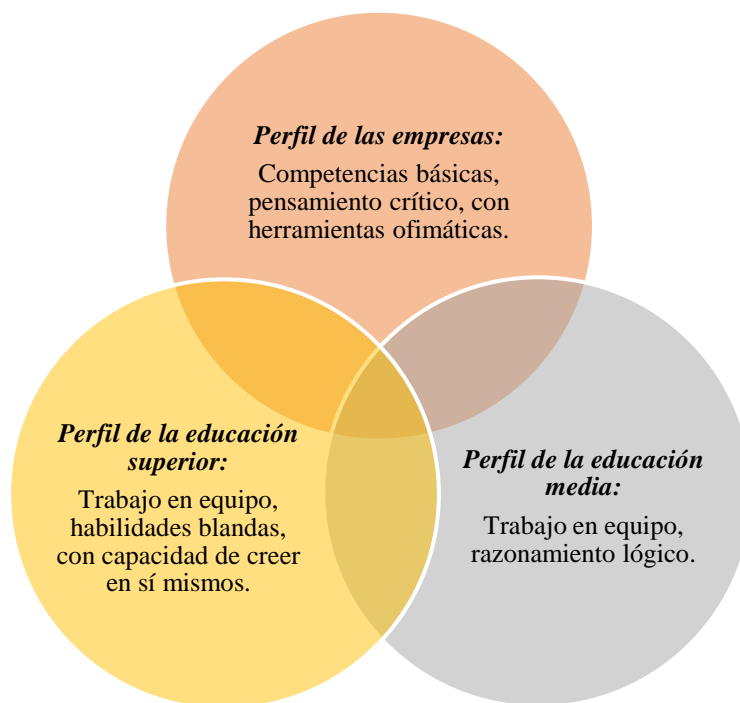 Perfil de las empresas:
Competencias básicas,
pensamiento crítico, con
herramientas ofimáticas.
Perfil de la educación
superior:
Trabajo en equipo,
habilidades blandas,
con capacidad de creer
en sí mismos.
Perfil de la educación
media:
Trabajo en equipo,
razonamiento lógico.